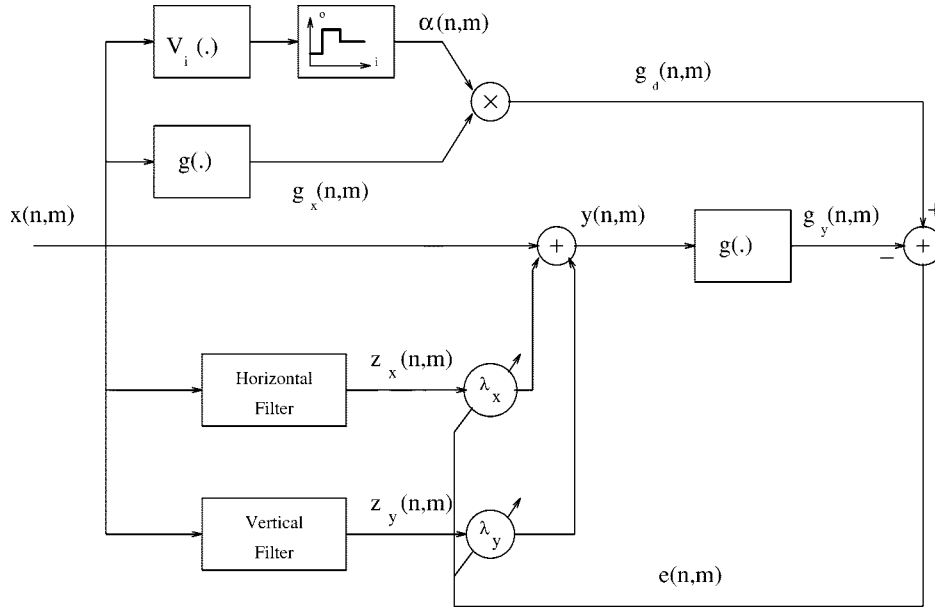 o
α(n,m)
V_i (.)
i
g_d(n,m)
×
g(.)
g_x(n,m)
x(n,m)
y(n,m)
g_y(n,m)
+
+
g(.)
−
+
z_x(n,m)
Horizontal
Filter
λ_x
z_y(n,m)
Vertical
Filter
λ_y
e(n,m)